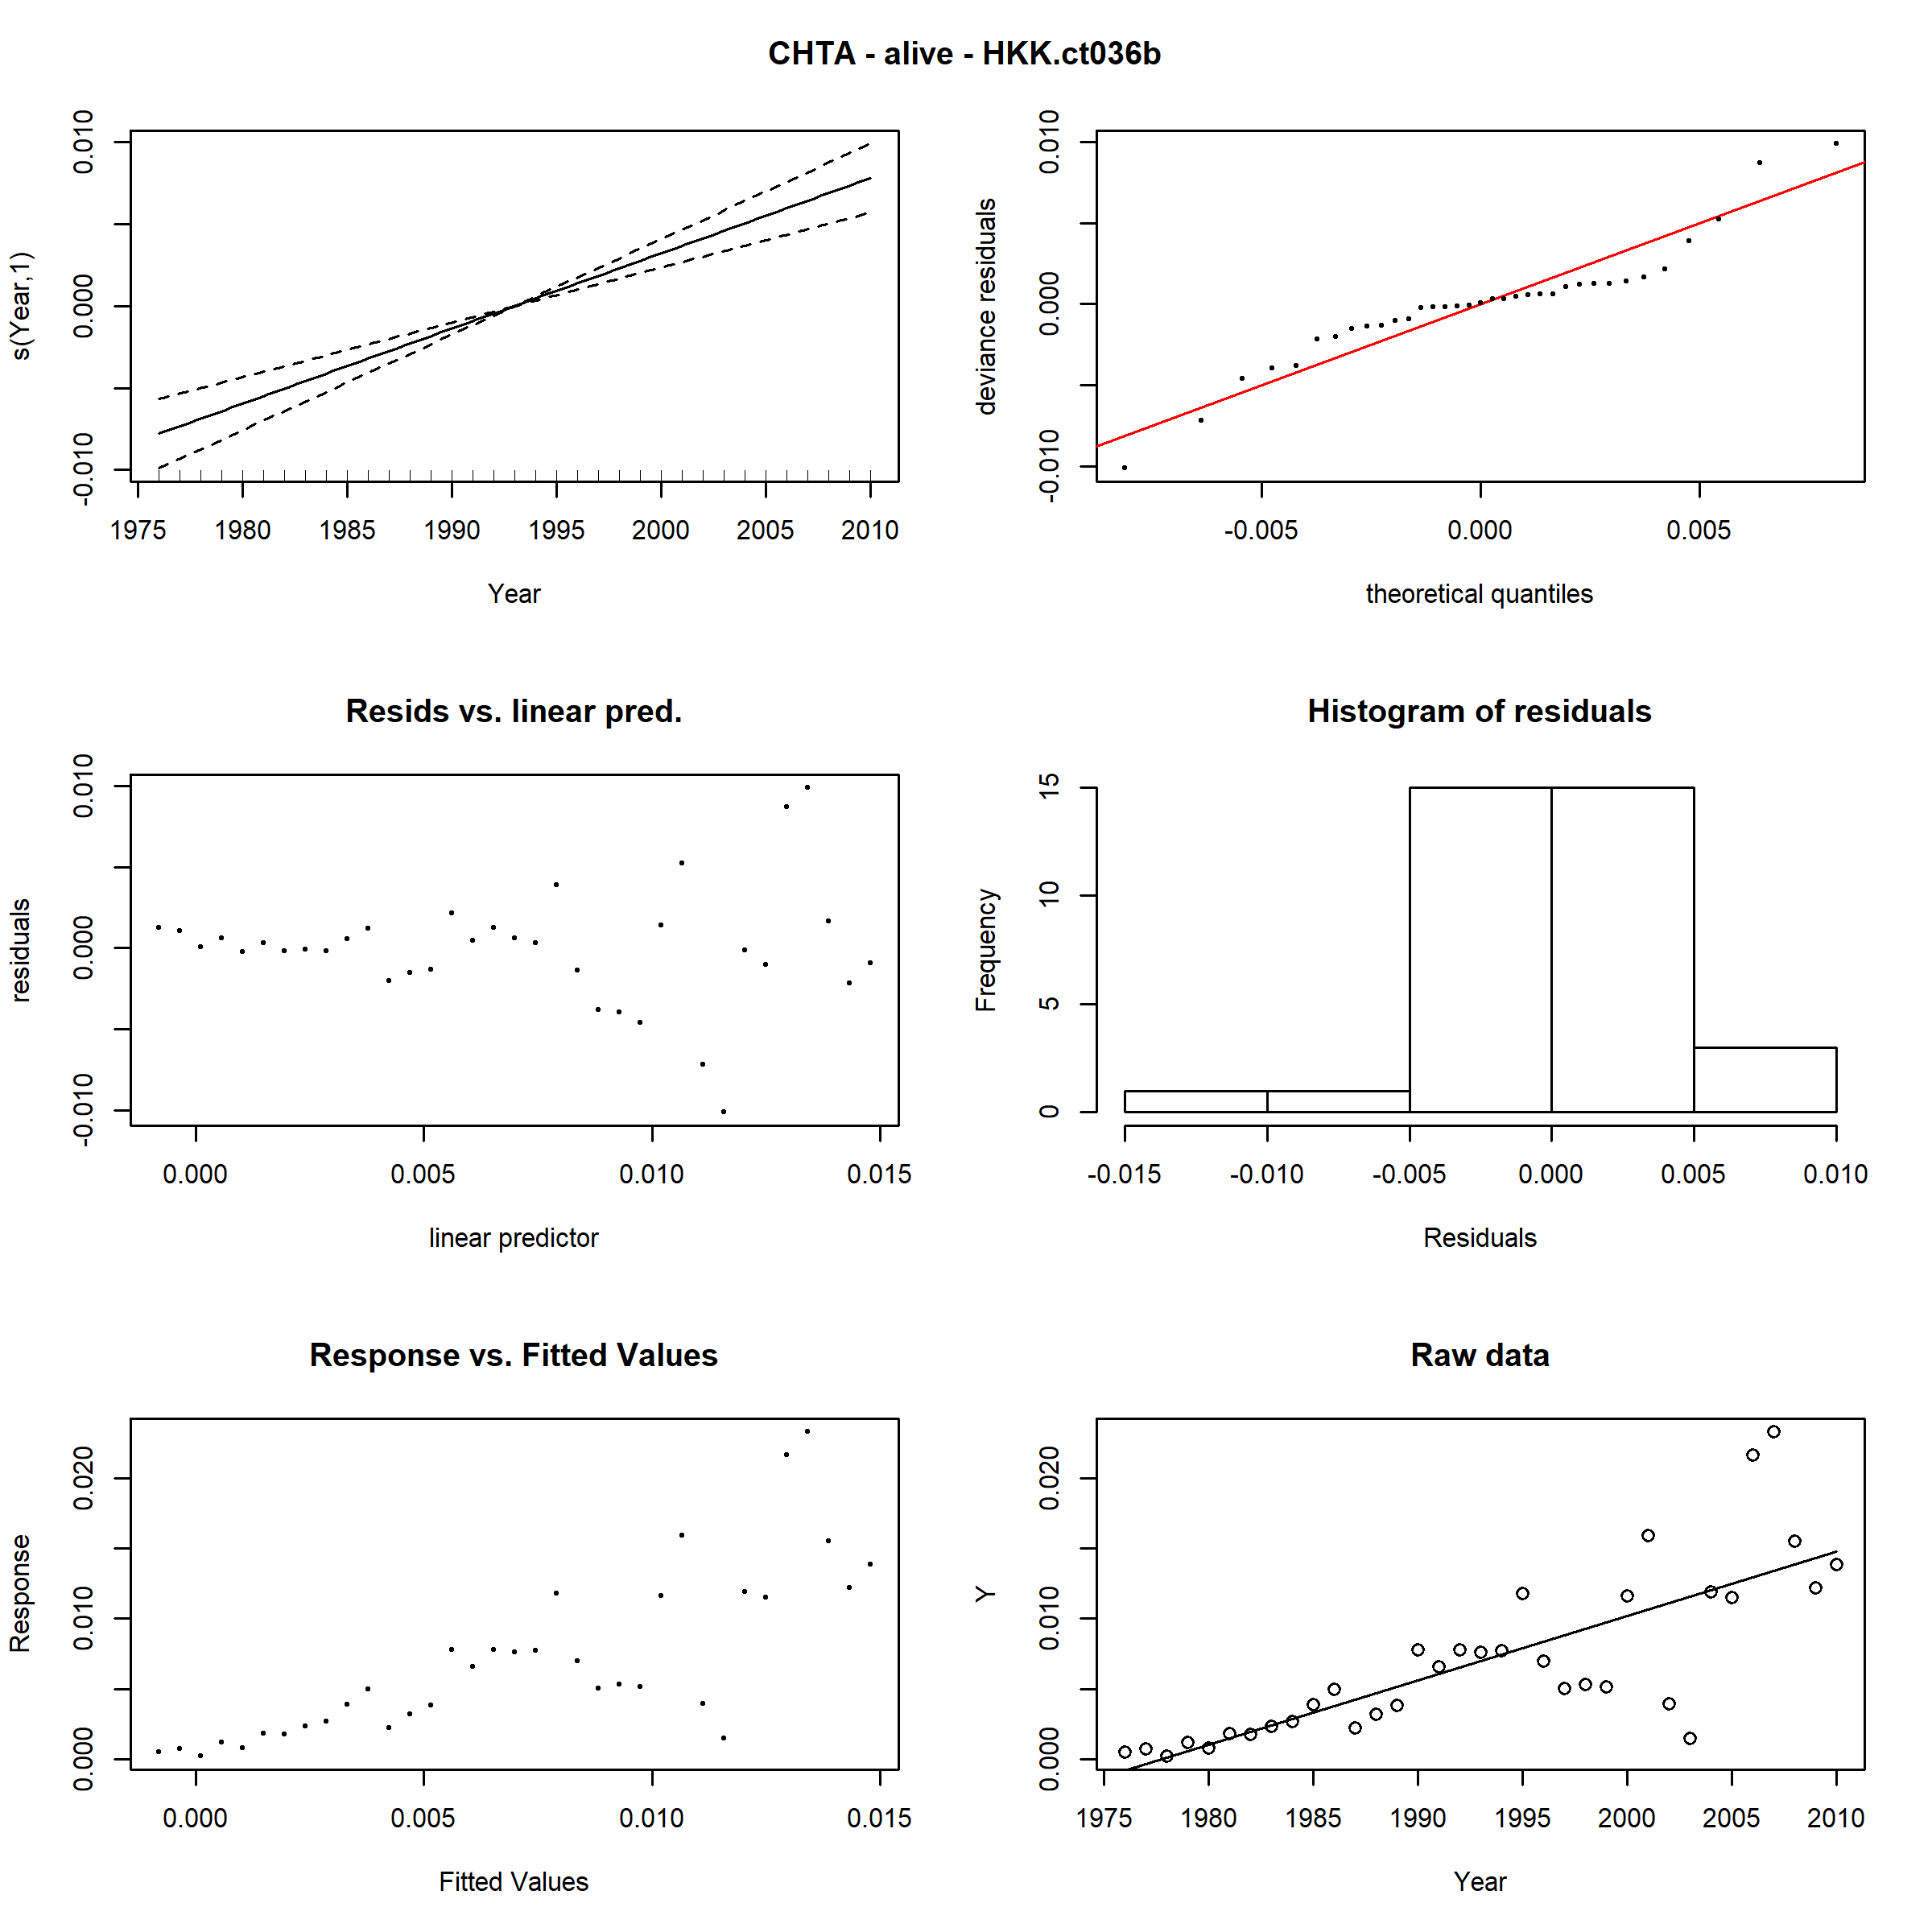 CHTA - alive - HKK.ct036b
s(Year,1)
0.010
0.000
-0.010
1975 1980 1985 1990 1995 2000 2005 2010
Year
deviance residuals
0.010
0.000
-0.010
-0.005 0.000 0.005
theoretical quantiles
Resids vs. linear pred.
residuals
0.010
0.000
-0.010
0.000 0.005 0.010 0.015
linear predictor
Histogram of residuals
Frequency
15
10
5
0
-0.015 -0.010 -0.005 0.000 0.005 0.010
Residuals
Response vs. Fitted Values
Response
0.020
0.010
0.000
0.000 0.005 0.010 0.015
Fitted Values
Raw data
Y
0.020
0.010
0.000
1975 1980 1985 1990 1995 2000 2005 2010
Year